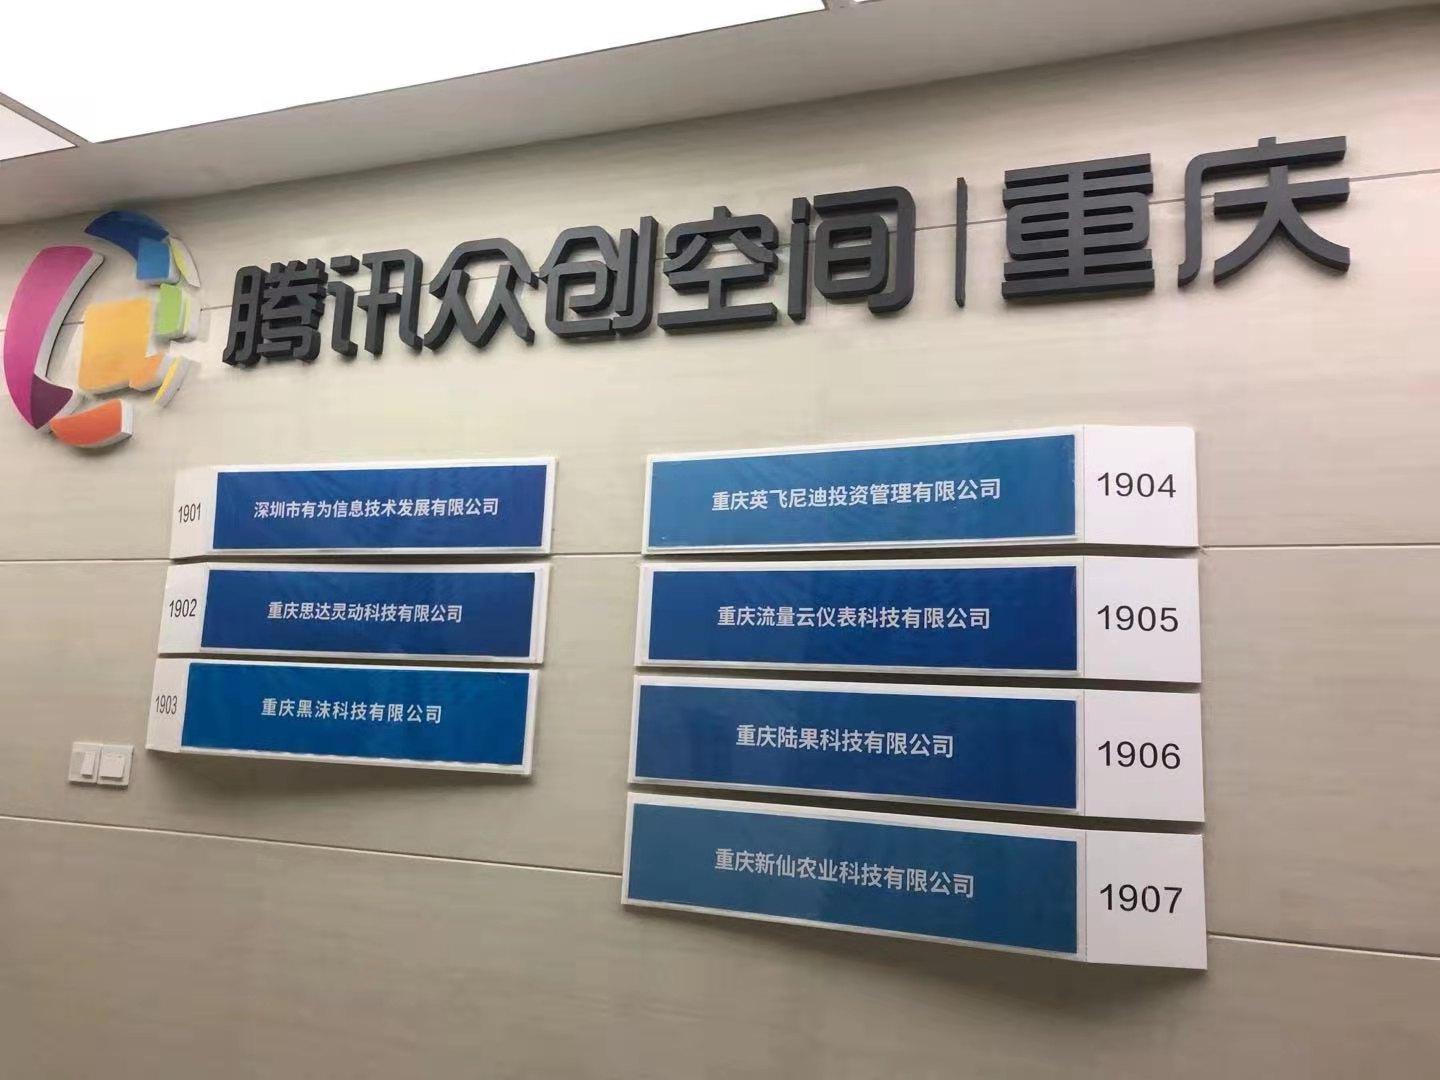 腾讯众创空间|重庆
1901 深圳市有为信息技术发展有限公司
1902 重庆思达灵动科技有限公司
1903 重庆黑沫科技有限公司
重庆英飞尼迪投资管理有限公司 1904
重庆流量云仪表科技有限公司 1905
重庆陆果科技有限公司 1906
重庆新仙农业科技有限公司 1907